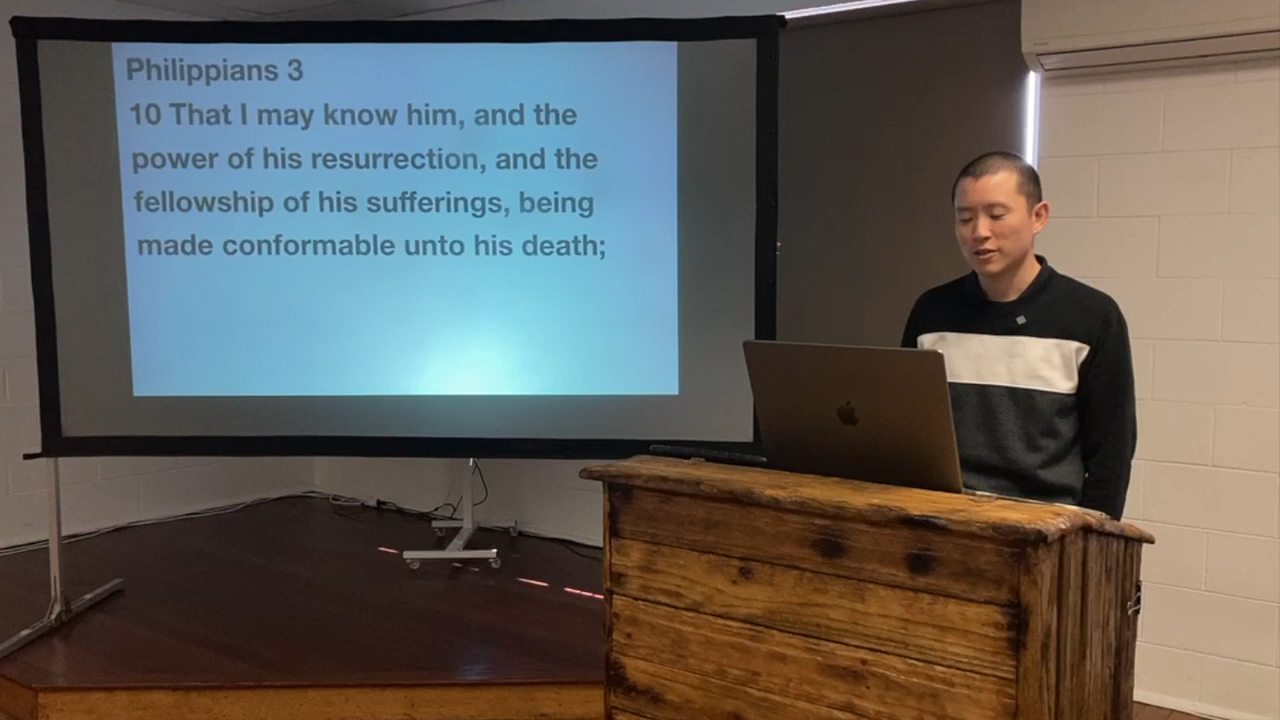 Philippians 3
10 That I may know him, and the
power of his resurrection, and the
fellowship of his sufferings, being
made conformable unto his death;